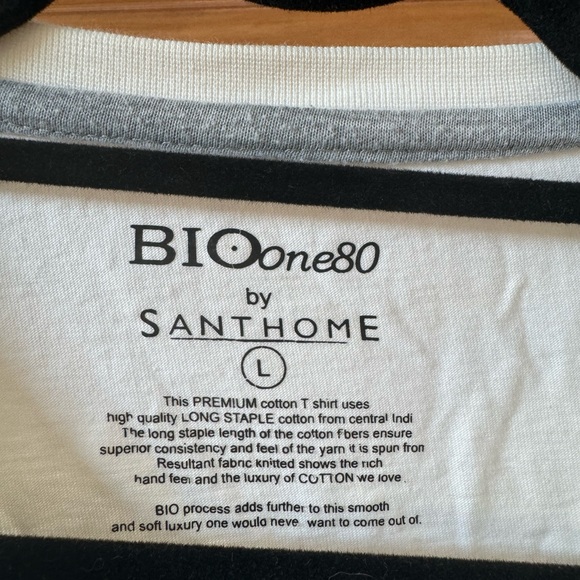 BIOone80
by
SANTHOME
L
This PREMIUM cotton T shirt uses
high quality LONG STAPLE cotton from central Indi
The long staple length of the cotton f bers ensure
superior consistency and feel of the yarn it is spun from
Resultant fabric knitted shows the rich
hand feel and the luxury of COTTON we love.
BIO process adds further to this smooth
and soft luxury one would neve want to come out of.